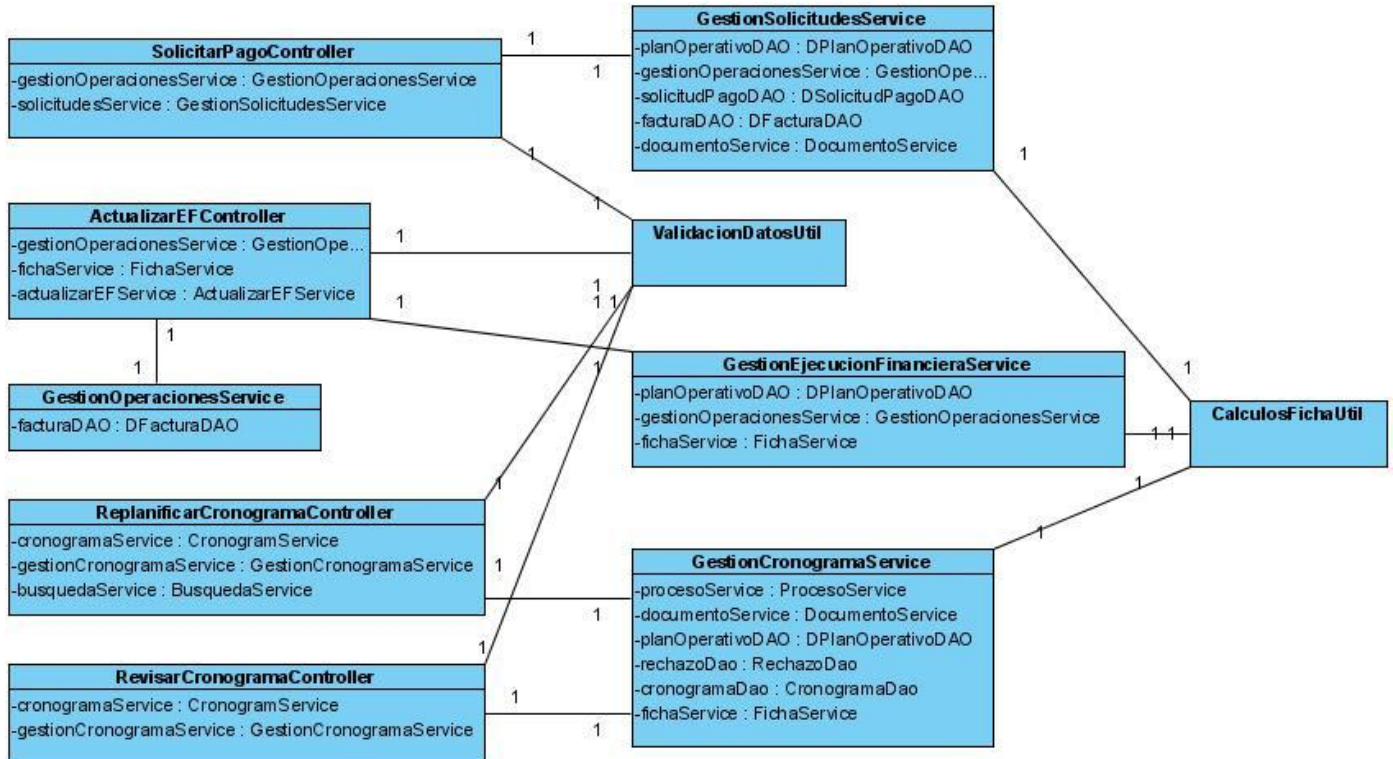 SolicitarPagoController
-gestionOperacionesService : GestionOperacionesService
-solicitudesService : GestionSolicitudesService
1
1
GestionSolicitudesService
-planOperativoDAO : DPlanOperativoDAO
-gestionOperacionesService : GestionOpe...
-solicitudPagoDAO : DSolicitudPagoDAO
-facturaDAO : DFacturaDAO
-documentoService : DocumentoService
1
1
1
1
ActualizarEFController
-gestionOperacionesService : GestionOpe...
-fichaService : FichaService
-actualizarEFService : ActualizarEFService
1
1
ValidacionDatosUtil
1
1
1
1
1
1
GestionOperacionesService
-facturaDAO : DFacturaDAO
GestionEjecucionFinancieraService
-planOperativoDAO : DPlanOperativoDAO
-gestionOperacionesService : GestionOperacionesService
-fichaService : FichaService
1 1
CalculosFichaUtil
1
1
1
ReplanificarCronogramaController
-cronogramaService : CronogramService
-gestionCronogramaService : GestionCronogramaService
-busquedaService : BusquedaService
1
1
1
GestionCronogramaService
-procesoService : ProcesoService
-documentoService : DocumentoService
-planOperativoDAO : DPlanOperativoDAO
-rechazoDao : RechazoDao
-cronogramaDao : CronogramaDao
-fichaService : FichaService
RevisarCronogramaController
-cronogramaService : CronogramService
-gestionCronogramaService : GestionCronogramaService
1
1
1